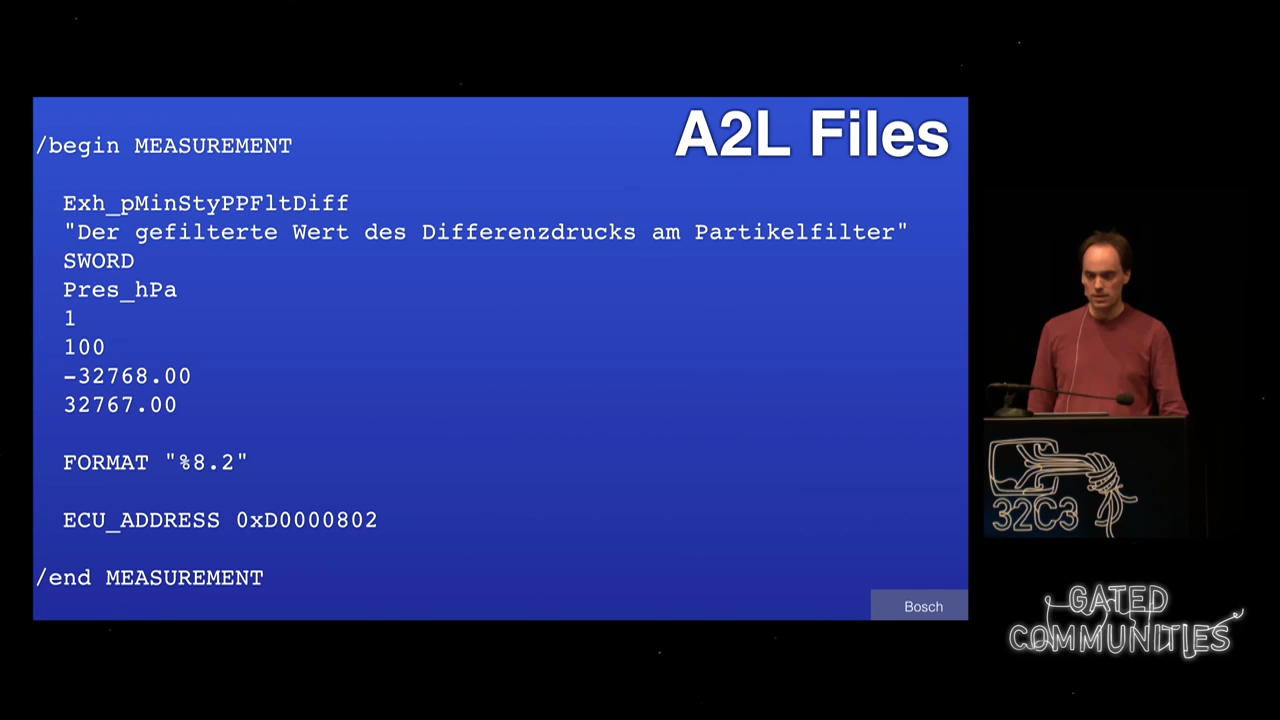 A2L Files
/begin MEASUREMENT
Exh_pMinStyPPFltDiff
"Der gefilterte Wert des Differenzdrucks am Partikelfilter"
SWORD
Pres_hPa
1
100
-32768.00
32767.00
FORMAT "%8.2"
ECU_ADDRESS 0xD0000802
/end MEASUREMENT
Bosch
32C3
GATED
COMMUNITIES